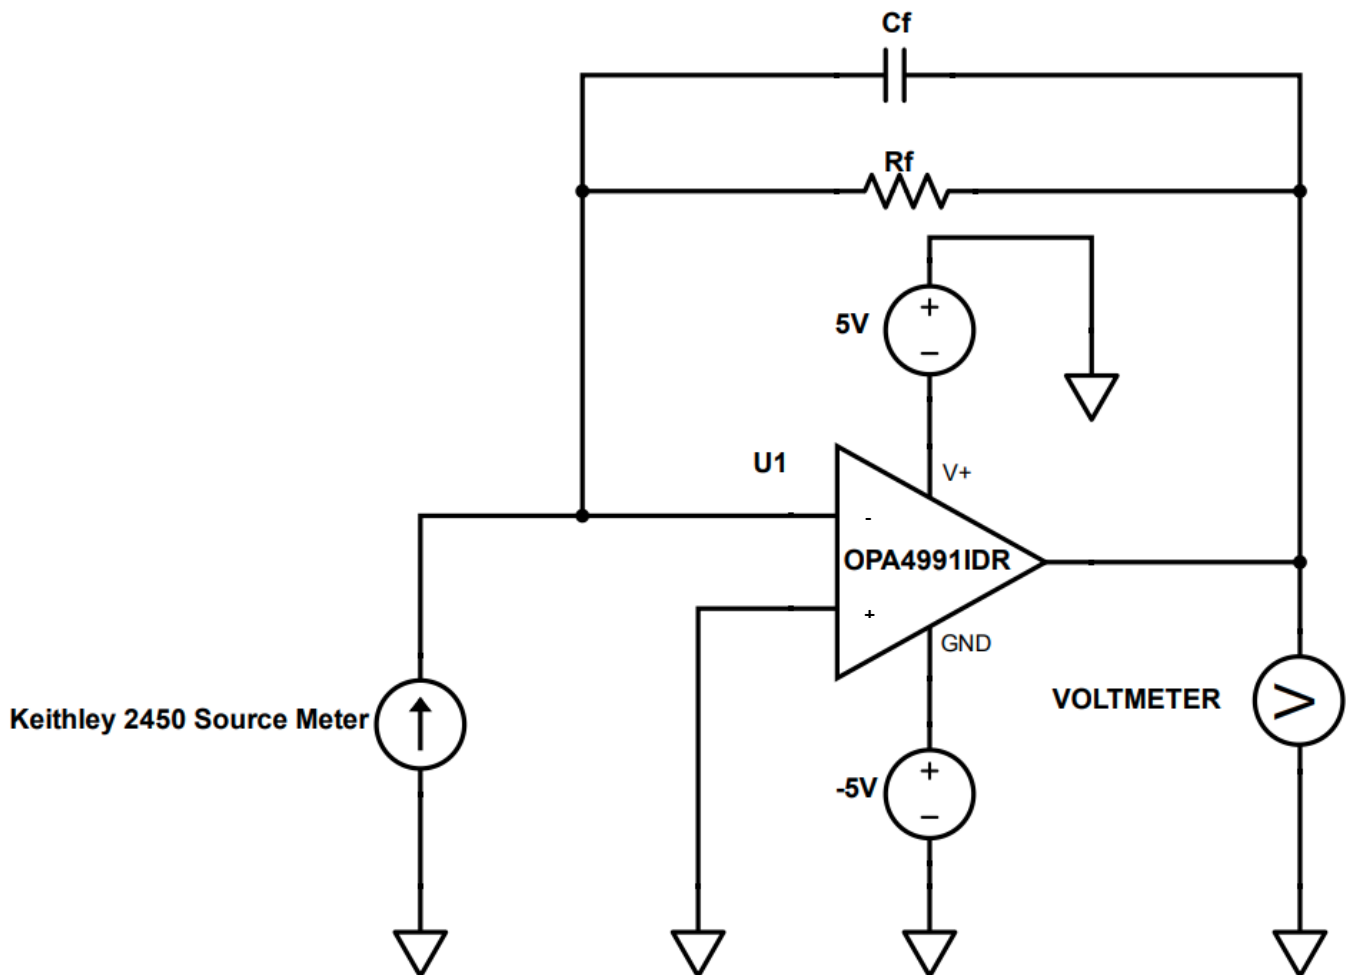 Cf
Rf
5V
+
−
U1
V+
-
OPA4991IDR
+
GND
Keithley 2450 Source Meter
VOLTMETER
V
-5V
+
−